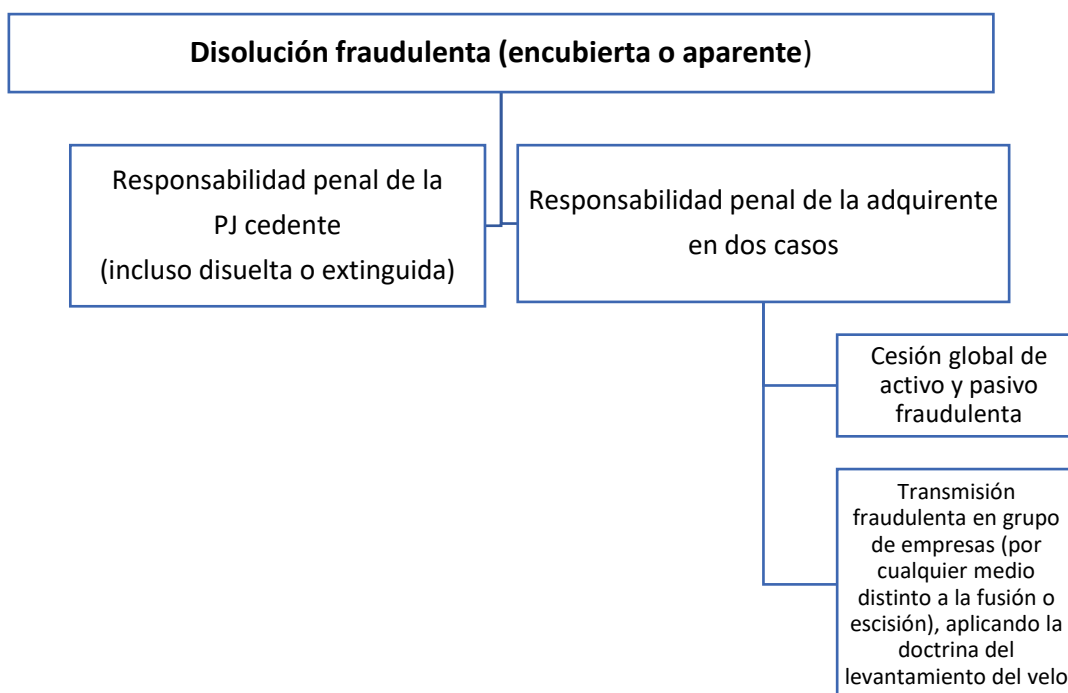 Disolución fraudulenta (encubierta o aparente)
Responsabilidad penal de la
PJ cedente
(incluso disuelta o extinguida)
Responsabilidad penal de la adquirente
en dos casos
Cesión global de
activo y pasivo
fraudulenta
Transmisión
fraudulenta en grupo
de empresas (por
cualquier medio
distinto a la fusión o
escisión), aplicando la
doctrina del
levantamiento del velo